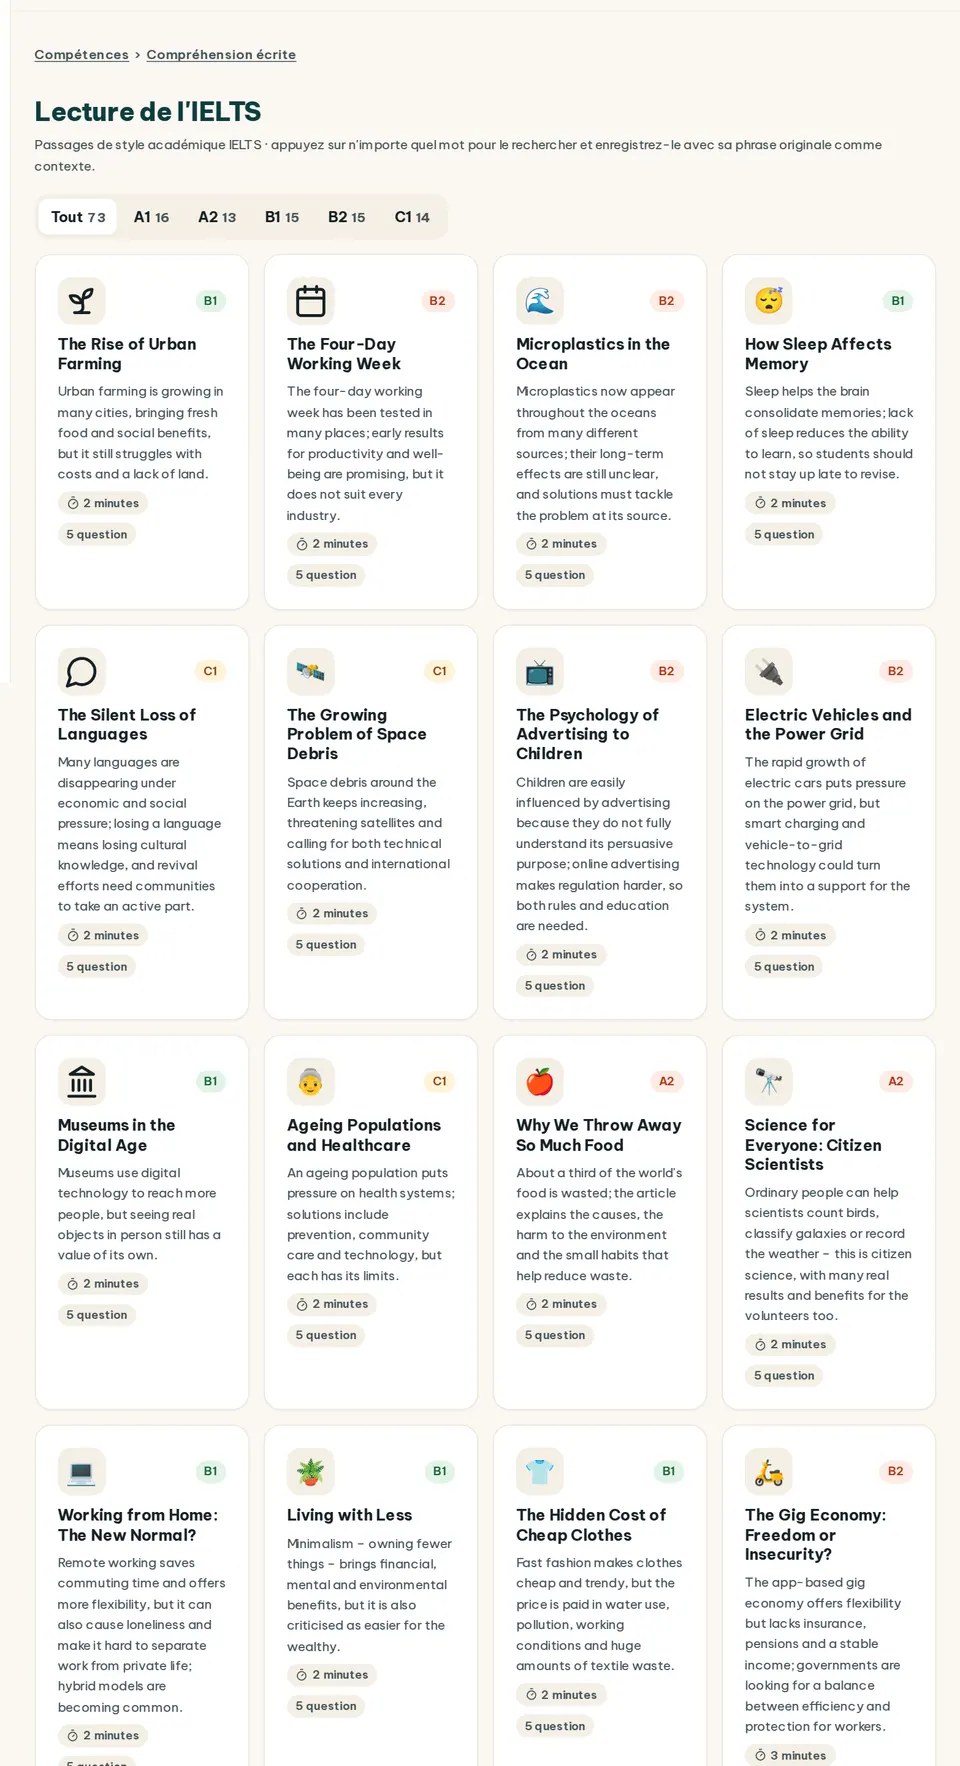 Compétences › Compréhension écrite
Lecture de l'IELTS
Passages de style académique IELTS · appuyez sur n'importe quel mot pour le rechercher et enregistrez-le avec sa phrase originale comme
contexte.
Tout 73 A1 16 A2 13 B1 15 B2 15 C1 14
B1
The Rise of Urban
Farming
Urban farming is growing in
many cities, bringing fresh
food and social benefits,
but it still struggles with
costs and a lack of land.
2 minutes
5 question
B2
The Four-Day
Working Week
The four-day working
week has been tested in
many places; early results
for productivity and well-
being are promising, but it
does not suit every
industry.
2 minutes
5 question
B2
Microplastics in the
Ocean
Microplastics now appear
throughout the oceans
from many different
sources; their long-term
effects are still unclear,
and solutions must tackle
the problem at its source.
2 minutes
5 question
B1
How Sleep Affects
Memory
Sleep helps the brain
consolidate memories; lack
of sleep reduces the ability
to learn, so students should
not stay up late to revise.
2 minutes
5 question
C1
The Silent Loss of
Languages
Many languages are
disappearing under
economic and social
pressure; losing a language
means losing cultural
knowledge, and revival
efforts need communities
to take an active part.
2 minutes
5 question
C1
The Growing
Problem of Space
Debris
Space debris around the
Earth keeps increasing,
threatening satellites and
calling for both technical
solutions and international
cooperation.
2 minutes
5 question
B2
The Psychology of
Advertising to
Children
Children are easily
influenced by advertising
because they do not fully
understand its persuasive
purpose; online advertising
makes regulation harder, so
both rules and education
are needed.
2 minutes
5 question
B2
Electric Vehicles and
the Power Grid
The rapid growth of
electric cars puts pressure
on the power grid, but
smart charging and
vehicle-to-grid
technology could turn
them into a support for the
system.
2 minutes
5 question
B1
Museums in the
Digital Age
Museums use digital
technology to reach more
people, but seeing real
objects in person still has a
value of its own.
2 minutes
5 question
C1
Ageing Populations
and Healthcare
An ageing population puts
pressure on health systems;
solutions include
prevention, community
care and technology, but
each has its limits.
2 minutes
5 question
A2
Why We Throw Away
So Much Food
About a third of the world's
food is wasted; the article
explains the causes, the
harm to the environment
and the small habits that
help reduce waste.
2 minutes
5 question
A2
Science for
Everyone: Citizen
Scientists
Ordinary people can help
scientists count birds,
classify galaxies or record
the weather – this is citizen
science, with many real
results and benefits for the
volunteers too.
2 minutes
5 question
B1
Working from Home:
The New Normal?
Remote working saves
commuting time and offers
more flexibility, but it can
also cause loneliness and
make it hard to separate
work from private life;
hybrid models are
becoming common.
2 minutes
5 question
B1
Living with Less
Minimalism – owning fewer
things – brings financial,
mental and environmental
benefits, but it is also
criticised as easier for the
wealthy.
2 minutes
5 question
B1
The Hidden Cost of
Cheap Clothes
Fast fashion makes clothes
cheap and trendy, but the
price is paid in water use,
pollution, working
conditions and huge
amounts of textile waste.
2 minutes
5 question
B2
The Gig Economy:
Freedom or
Insecurity?
The app-based gig
economy offers flexibility
but lacks insurance,
pensions and a stable
income; governments are
looking for a balance
between efficiency and
protection for workers.
3 minutes